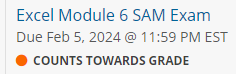 Excel Module 6 SAM Exam
Due Feb 5, 2024 @ 11:59 PM EST
COUNTS TOWARDS GRADE